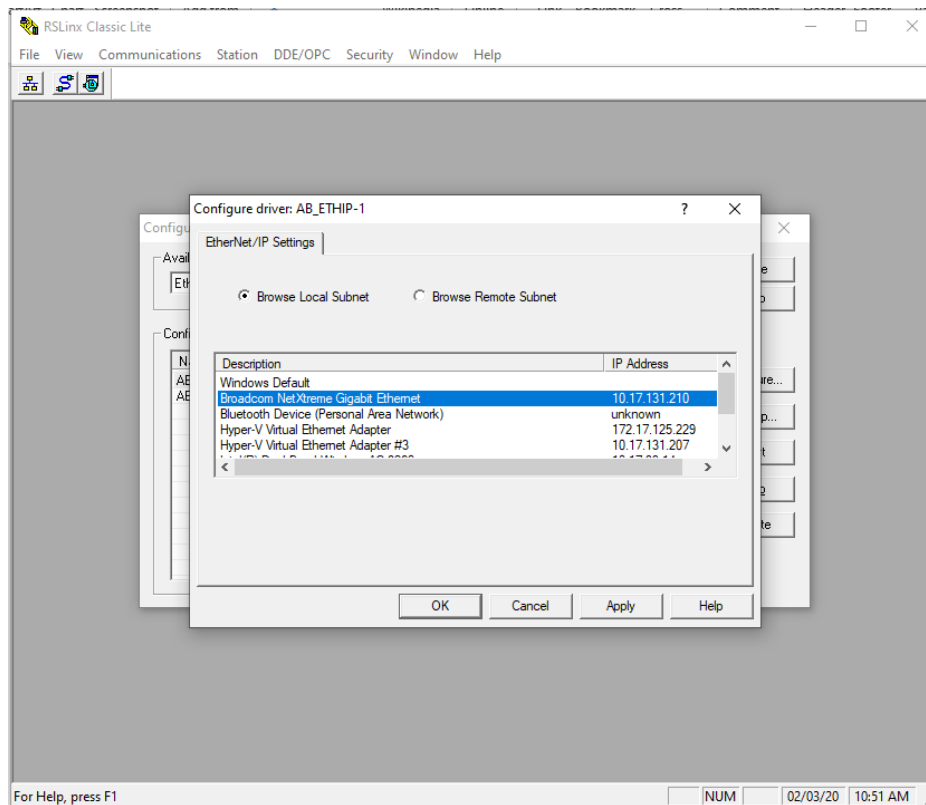 RSLinx Classic Lite
File View Communications Station DDE/OPC Security Window Help
Configure driver: AB_ETHIP-1 ?
EtherNet/IP Settings
Browse Local Subnet Browse Remote Subnet
Description IP Address
Windows Default
Broadcom NetXtreme Gigabit Ethernet 10.17.131.210
Bluetooth Device (Personal Area Network) unknown
Hyper-V Virtual Ethernet Adapter 172.17.125.229
Hyper-V Virtual Ethernet Adapter #3 10.17.131.207
OK Cancel Apply Help
For Help, press F1 NUM 02/03/20 10:51 AM